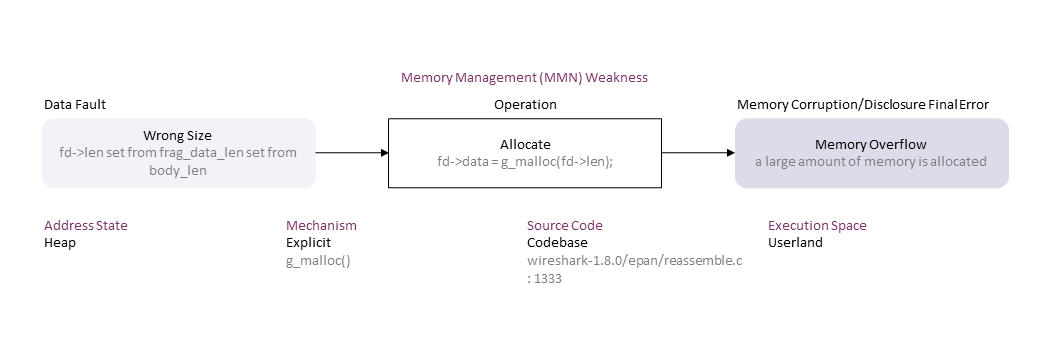 Memory Management (MMN) Weakness
Data Fault
Operation
Memory Corruption/Disclosure Final Error
Wrong Size
fd->len set from frag_data_len set from
body_len
Allocate
fd->data = g_malloc(fd->len);
Memory Overflow
a large amount of memory is allocated
Address State
Heap
Mechanism
Explicit
g_malloc()
Source Code
Codebase
wireshark-1.8.0/epan/reassemble.c
: 1333
Execution Space
Userland